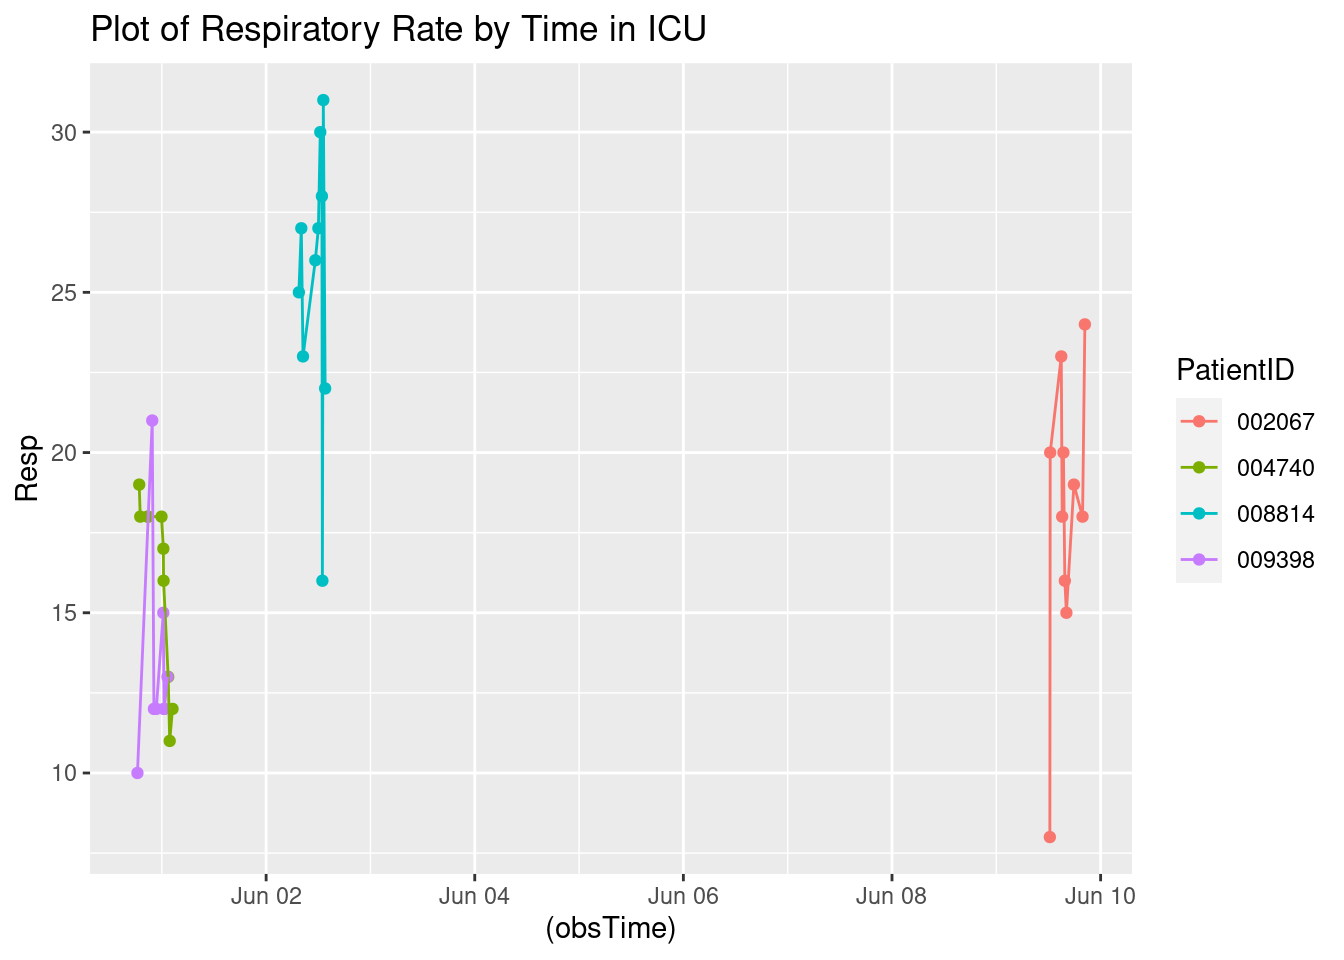 Plot of Respiratory Rate by Time in ICU
30
25
20
15
10
Resp
Jun 02 Jun 04 Jun 06 Jun 08 Jun 10
(obsTime)
PatientID
002067
004740
008814
009398